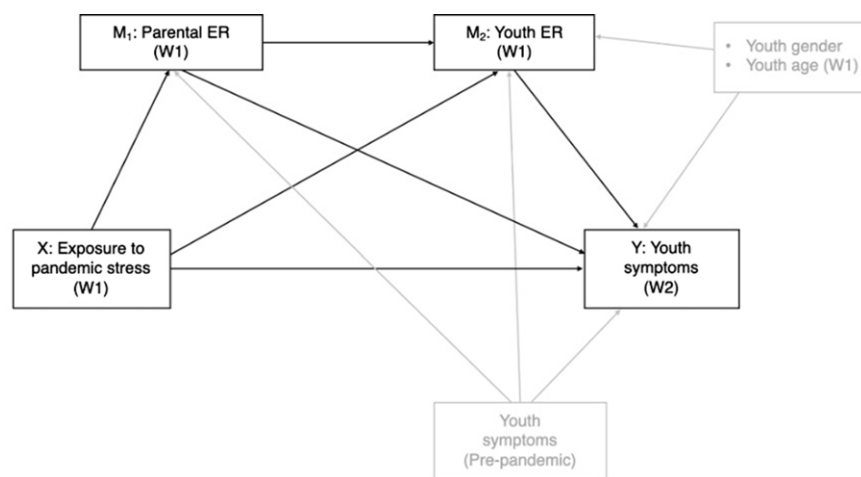 M₁: Parental ER
(W1)
M₂: Youth ER
(W1)
• Youth gender
• Youth age (W1)
X: Exposure to
pandemic stress
(W1)
Y: Youth
symptoms
(W2)
Youth
symptoms
(Pre-pandemic)